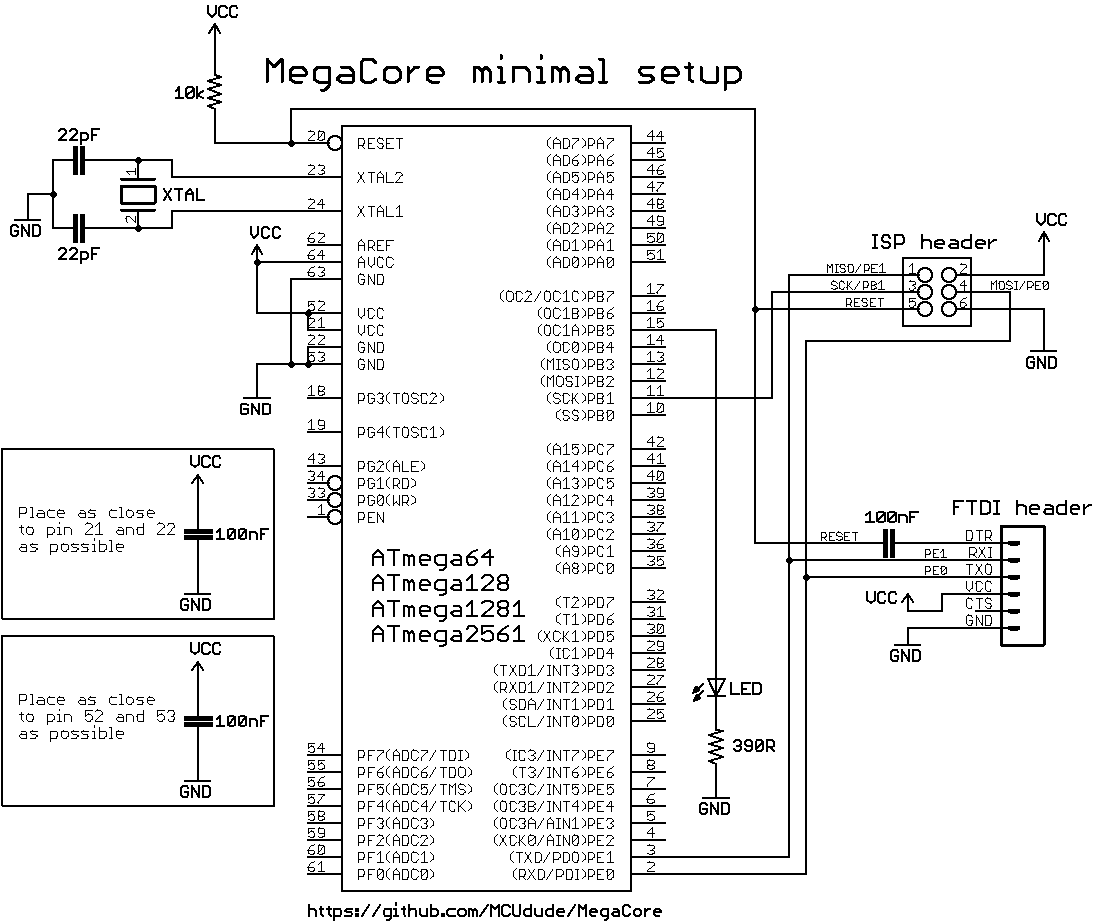 VCC
MegaCore minimal setup
10k
22pF
1
XTAL
2
22pF
GND
VCC
GND
20 RESET
23 XTAL2
24 XTAL1
62 AREF
64 AVCC
63 GND
52 VCC
21 VCC
22 GND
53 GND
18 PG3(TOSC2)
19 PG4(TOSC1)
43 PG2(ALE)
34 PG1(RD)
33 PG0(WR)
1 PEN
ATmega64
ATmega128
ATmega1281
ATmega2561
54 PF7(ADC7/TDI)
55 PF6(ADC6/TDO)
56 PF5(ADC5/TMS)
57 PF4(ADC4/TCK)
58 PF3(ADC3)
59 PF2(ADC2)
60 PF1(ADC1)
61 PF0(ADC0)
(AD7)PA7 44
(AD6)PA6 45
(AD5)PA5 46
(AD4)PA4 47
(AD3)PA3 48
(AD2)PA2 49
(AD1)PA1 50
(AD0)PA0 51
(OC2/OC1C)PB7 17
(OC1B)PB6 16
(OC1A)PB5 15
(OC0)PB4 14
(MISO)PB3 13
(MOSI)PB2 12
(SCK)PB1 11
(SS)PB0 10
(A15)PC7 42
(A14)PC6 41
(A13)PC5 40
(A12)PC4 39
(A11)PC3 38
(A10)PC2 37
(A9)PC1 36
(A8)PC0 35
(T2)PD7 32
(T1)PD6 31
(XCK1)PD5 30
(IC1)PD4 29
(TXD1/INT3)PD3 28
(RXD1/INT2)PD2 27
(SDA/INT1)PD1 26
(SCL/INT0)PD0 25
(IC3/INT7)PE7 9
(T3/INT6)PE6 8
(OC3C/INT5)PE5 7
(OC3B/INT4)PE4 6
(OC3A/AIN1)PE3 5
(XCK0/AIN0)PE2 4
(TXD/PDO)PE1 3
(RXD/PDI)PE0 2
VCC
ISP header
MISO/PE1 1 2
SCK/PB1 3 4 MOSI/PE0
RESET 5 6
GND
FTDI header
100nF
RESET DTR
PE1 RXI
PE0 TXO
VCC VCC
CTS
GND
GND
LED
390R
GND
VCC
Place as close
to pin 21 and 22
as possible
100nF
GND
VCC
Place as close
to pin 52 and 53
as possible
100nF
GND
https://github.com/MCUdude/MegaCore